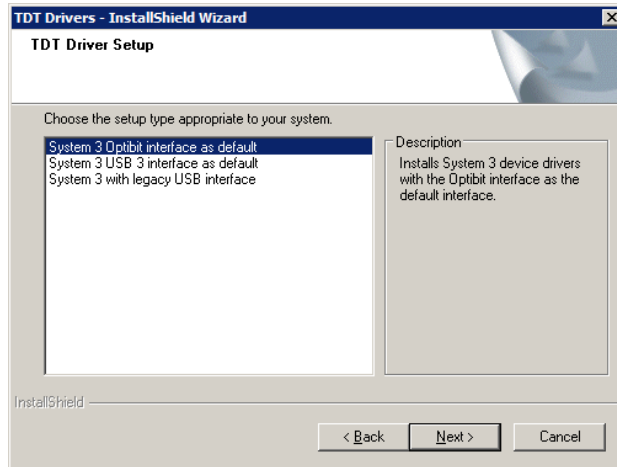 TDT Drivers - InstallShield Wizard
TDT Driver Setup
Choose the setup type appropriate to your system.
System 3 Optibit interface as default
System 3 USB 3 interface as default
System 3 with legacy USB interface
Description
Installs System 3 device drivers
with the Optibit interface as the
default interface.
InstallShield
< Back
Next >
Cancel